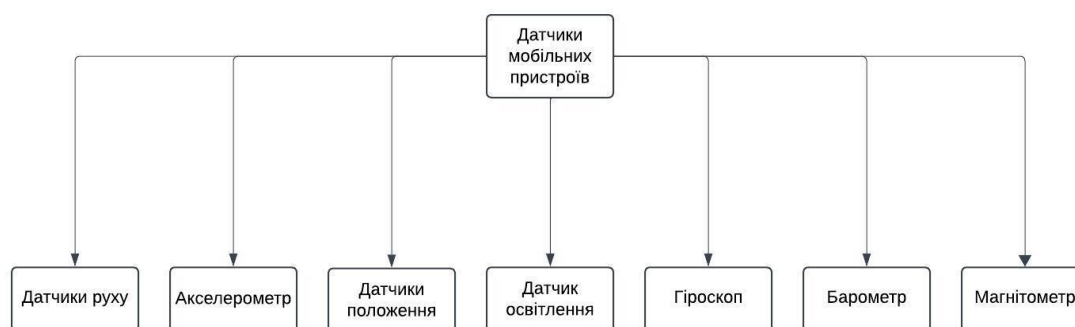 Датчики
мобільних
пристроїв
Датчики руху
Акселерометр
Датчики
положення
Датчик
освітлення
Гіроскоп
Барометр
Магнітометр